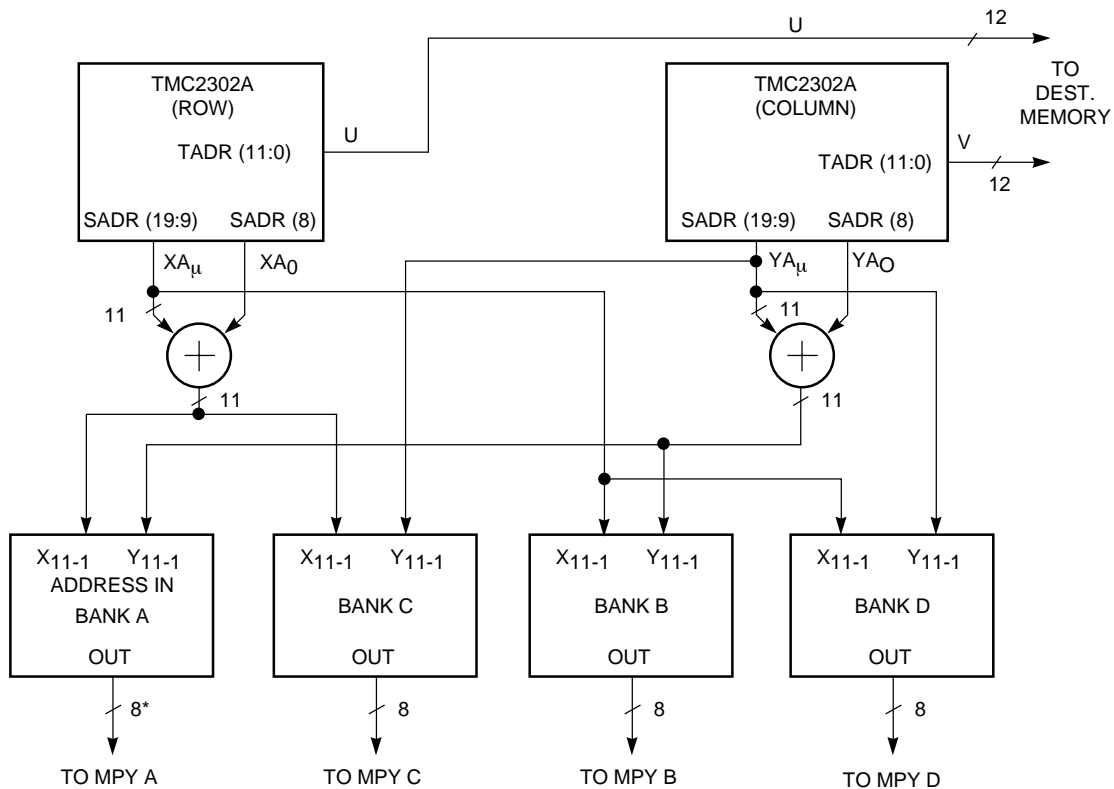 U
12
TO
DEST.
MEMORY
TMC2302A
(ROW)
U
TADR (11:0)
SADR (19:9) SADR (8)
TMC2302A
(COLUMN)
V
TADR (11:0)
12
SADR (19:9) SADR (8)
XAμ XA0
YAμ YAO
11
11
11
11
X11-1 Y11-1
ADDRESS IN
BANK A
OUT
X11-1 Y11-1
BANK C
OUT
X11-1 Y11-1
BANK B
OUT
X11-1 Y11-1
BANK D
OUT
8*
8
8
8
TO MPY A
TO MPY C
TO MPY B
TO MPY D